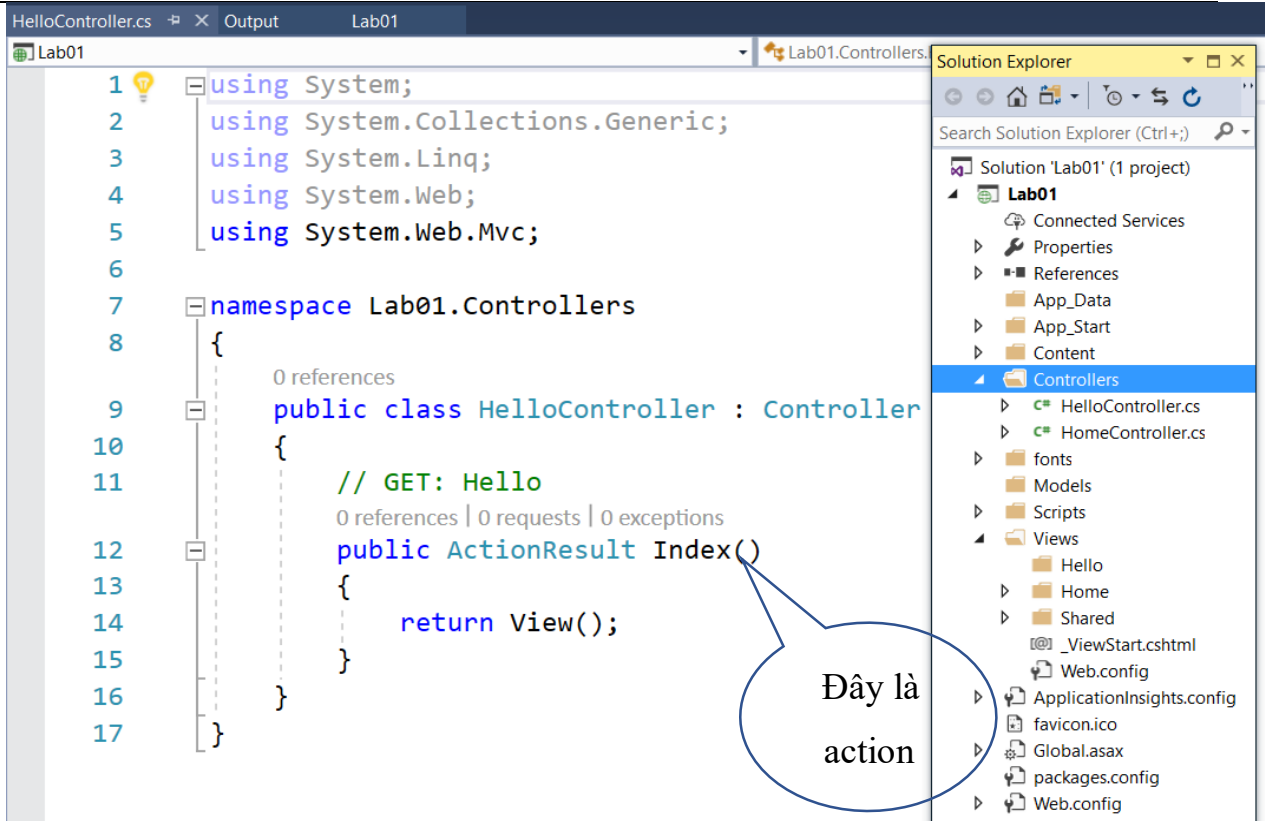 HelloController.cs Output Lab01
Lab01 Lab01.Controllers.
1 using System;
2 using System.Collections.Generic;
3 using System.Linq;
4 using System.Web;
5 using System.Web.Mvc;
6
7 namespace Lab01.Controllers
8 {
0 references
9 public class HelloController : Controller
10 {
11 // GET: Hello
0 references | 0 requests | 0 exceptions
12 public ActionResult Index()
13 {
14 return View();
15 }
16 }
17 }
Đây là
action
Solution Explorer
Search Solution Explorer (Ctrl+;)
Solution 'Lab01' (1 project)
Lab01
Connected Services
Properties
References
App_Data
App_Start
Content
Controllers
C# HelloController.cs
C# HomeController.cs
fonts
Models
Scripts
Views
Hello
Home
Shared
[@] _ViewStart.cshtml
Web.config
ApplicationInsights.config
favicon.ico
Global.asax
packages.config
Web.config